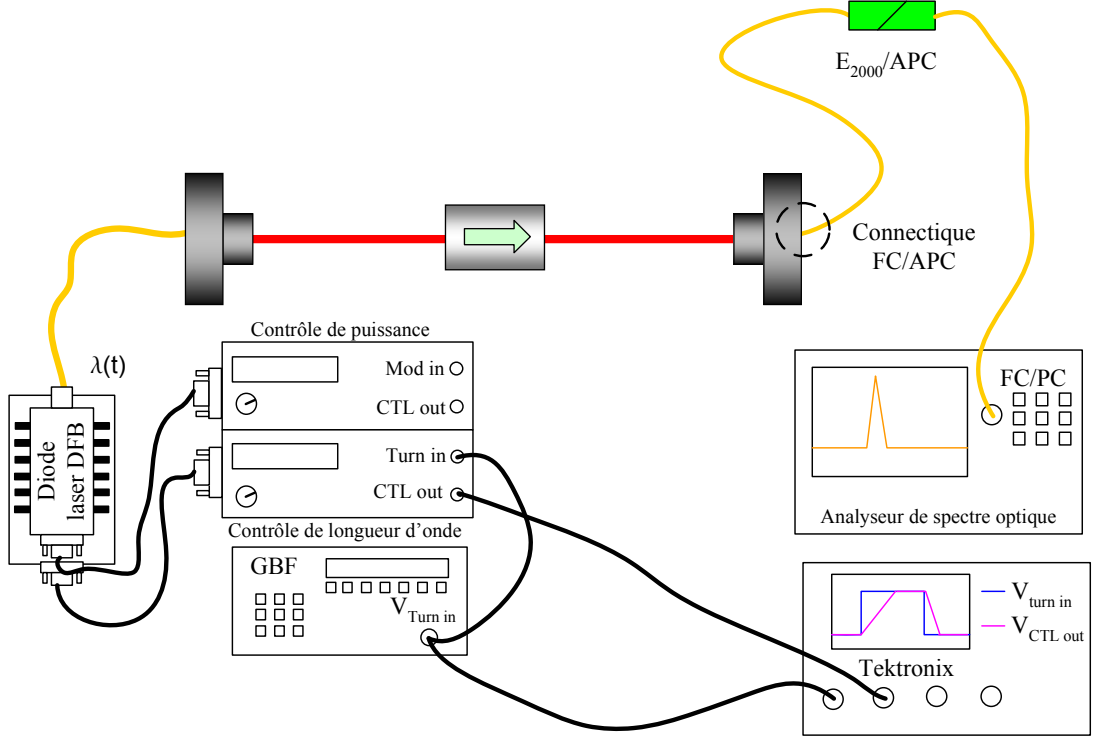 E2000/APC
Connectique
FC/APC
Contrôle de puissance
λ(t)
Mod in
CTL out
Diode
laser DFB
Turn in
CTL out
Contrôle de longueur d'onde
GBF
VTurn in
FC/PC
Analyseur de spectre optique
Vturn in
VCTL out
Tektronix